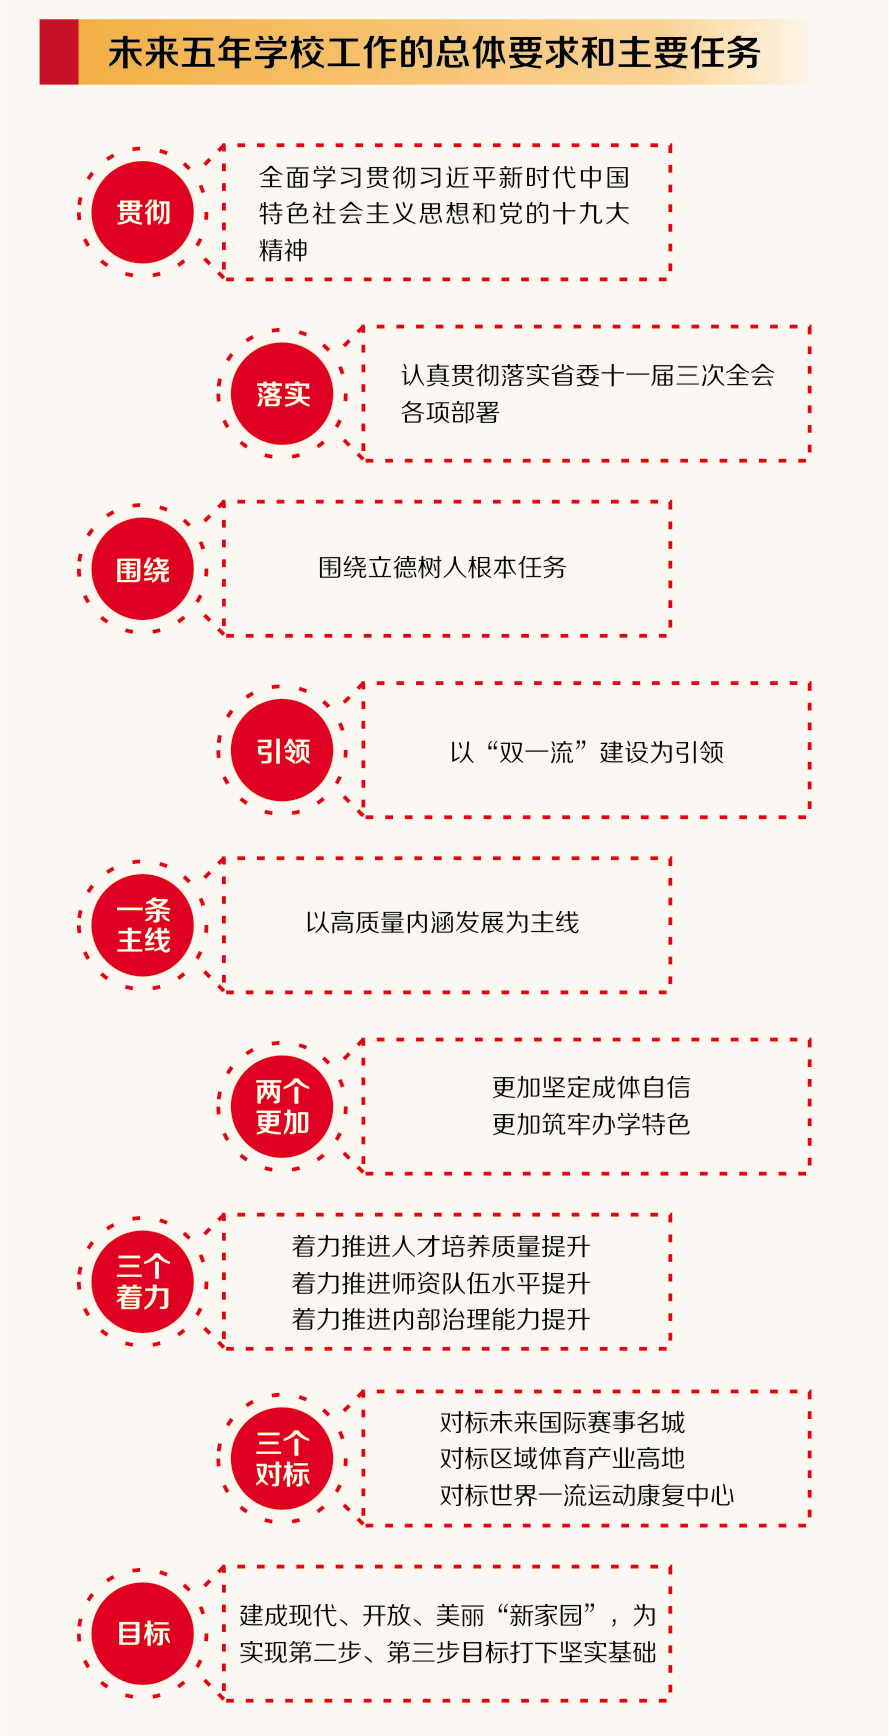 未来五年学校工作的总体要求和主要任务
贯彻
全面学习贯彻习近平新时代中国
特色社会主义思想和党的十九大
精神
落实
认真贯彻落实省委十一届三次全会
各项部署
围绕
围绕立德树人根本任务
引领
以“双一流”建设为引领
一条
主线
以高质量内涵发展为主线
两个
更加
更加坚定成体自信
更加筑牢办学特色
三个
着力
着力推进人才培养质量提升
着力推进师资队伍水平提升
着力推进内部治理能力提升
三个
对标
对标未来国际赛事名城
对标区域体育产业高地
对标世界一流运动康复中心
目标
建成现代、开放、美丽“新家园”，为
实现第二步、第三步目标打下坚实基础